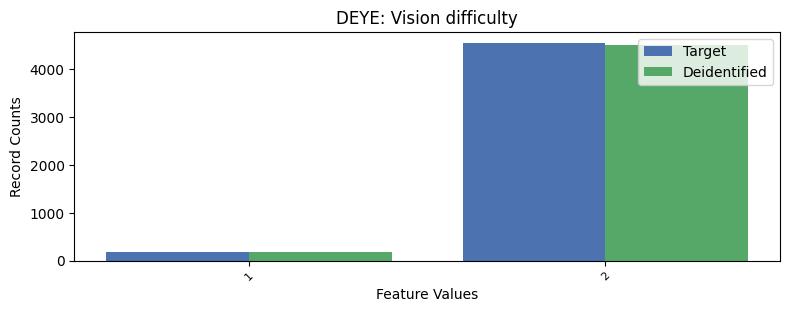 DEYE: Vision difficulty
Target
Deidentified
Record Counts
4000
3000
2000
1000
0
1
2
Feature Values